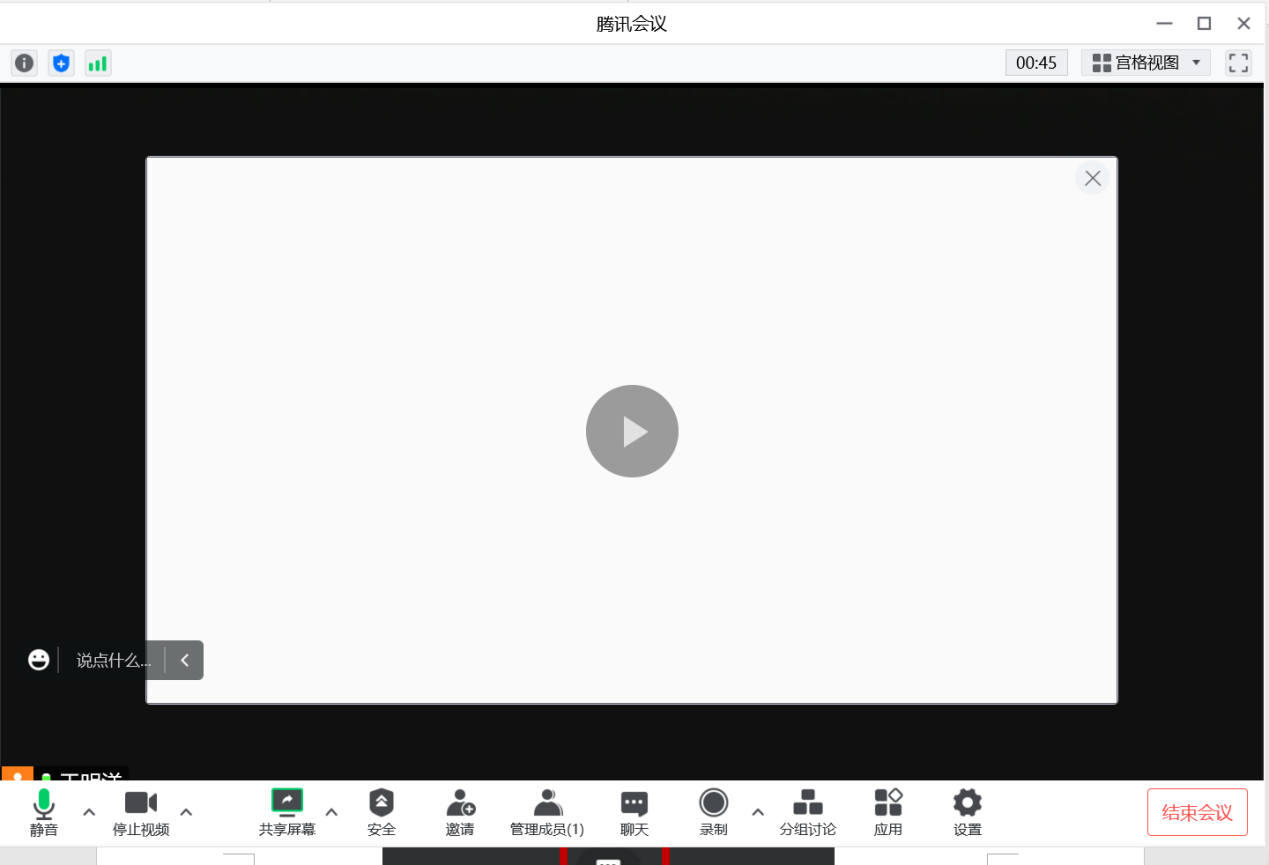 腾讯会议
00:45
宫格视图
说点什么...
静音
停止视频
共享屏幕
安全
邀请
管理成员(1)
聊天
录制
分组讨论
应用
设置
结束会议